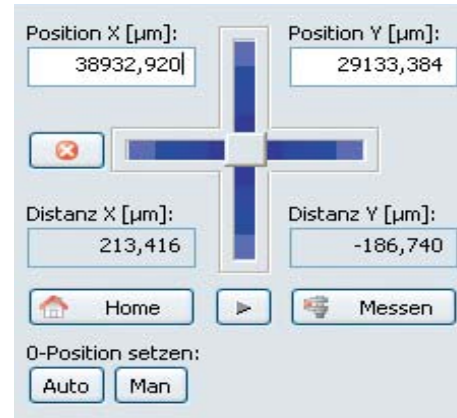 Position X [µm]: Position Y [µm]:
38932,920 29133,384
Distanz X [µm]: Distanz Y [µm]:
213,416 -186,740
Home Messen
0-Position setzen:
Auto Man